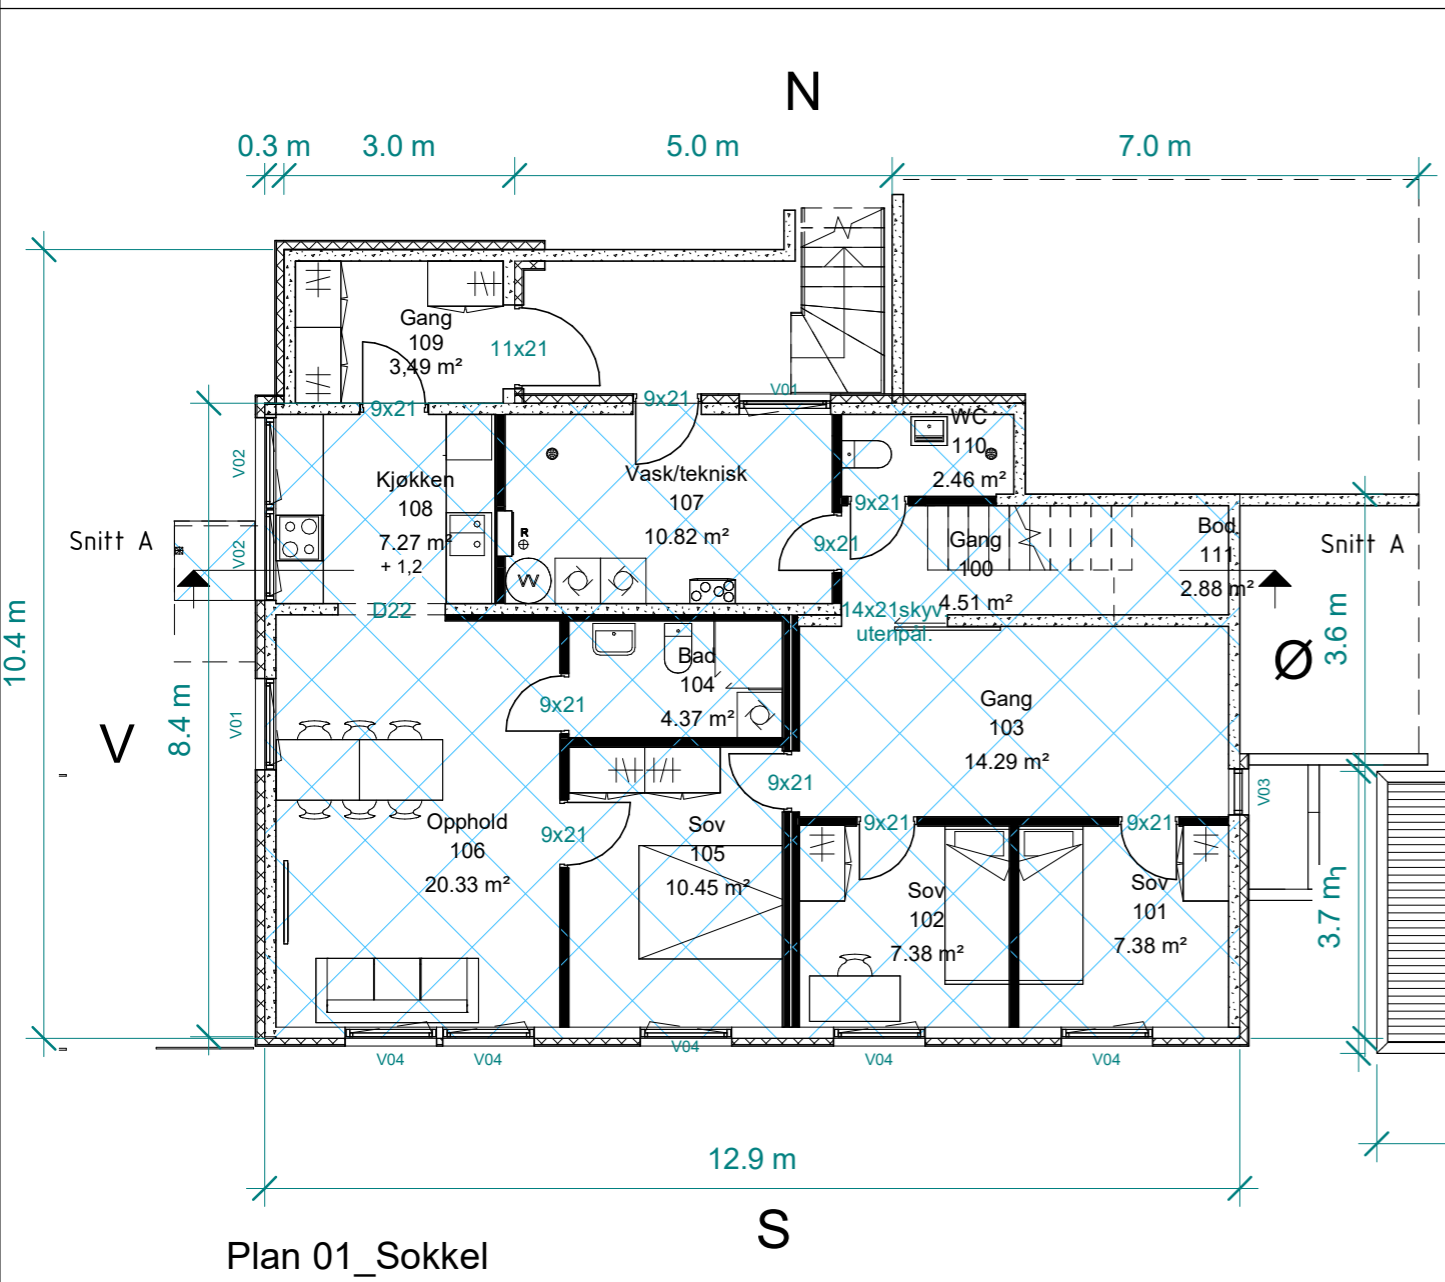 N
0.3 m
3.0 m
5.0 m
7.0 m
Gang
109
3,49 m²
11x21
9x21
9x21
V01
WC
110
2.46 m²
V02
Kjøkken
108
7.27 m²
+ 1,2
Vask/teknisk
107
10.82 m²
R
VV
9x21
9x21
Gang
100
4.51 m²
Bod
111
2.88 m²
Snitt A
V02
Snitt A
D22
14x21skyv
utenpål.
10.4 m
8.4 m
3.6 m
Ø
V
V01
Bad
104
4.37 m²
9x21
Gang
103
14.29 m²
9x21
V03
Opphold
106
20.33 m²
9x21
Sov
105
10.45 m²
9x21
9x21
Sov
102
7.38 m²
Sov
101
7.38 m²
3.7 m
V04
V04
V04
V04
V04
12.9 m
S
Plan 01_Sokkel